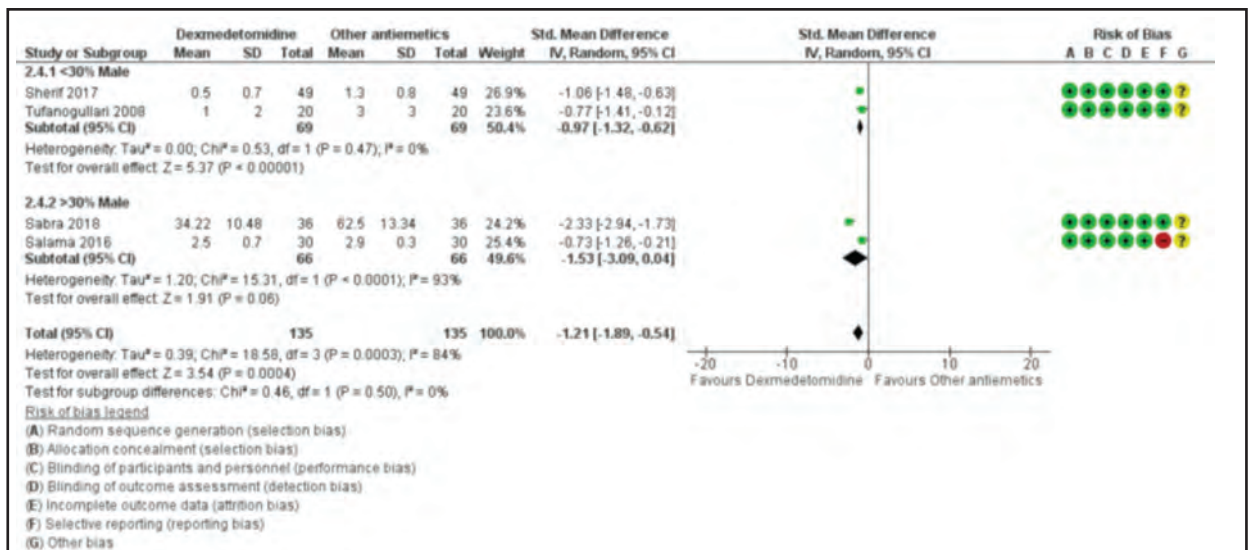 Dexmedetomidine Other antiemetics Std. Mean Difference Std. Mean Difference Risk of Bias
Study or Subgroup Mean SD Total Mean SD Total Weight IV, Random, 95% CI IV, Random, 95% CI A B C D E F G
2.4.1 <30% Male
Sherif 2017 0.5 0.7 49 1.3 0.8 49 26.9% -1.06 [-1.48, -0.63] + + + + + + ?
Tufanogullari 2008 1 2 20 3 3 20 23.6% -0.77 [-1.41, -0.12] + + + + + + ?
Subtotal (95% CI) 69 69 50.4% -0.97 [-1.32, -0.62]
Heterogeneity: Tau² = 0.00; Chi² = 0.53, df = 1 (P = 0.47); I² = 0%
Test for overall effect: Z = 5.37 (P < 0.00001)
2.4.2 >30% Male
Sabra 2018 34.22 10.48 36 62.5 13.34 36 24.2% -2.33 [-2.94, -1.73] + + + + + + ?
Salama 2016 2.5 0.7 30 2.9 0.3 30 25.4% -0.73 [-1.26, -0.21] + + + + + - ?
Subtotal (95% CI) 66 66 49.6% -1.53 [-3.09, 0.04]
Heterogeneity: Tau² = 1.20; Chi² = 15.31, df = 1 (P < 0.0001); I² = 93%
Test for overall effect: Z = 1.91 (P = 0.06)
Total (95% CI) 135 135 100.0% -1.21 [-1.89, -0.54]
Heterogeneity: Tau² = 0.39; Chi² = 18.58, df = 3 (P = 0.0003); I² = 84%
Test for overall effect: Z = 3.54 (P = 0.0004)
Test for subgroup differences: Chi² = 0.46, df = 1 (P = 0.50), I² = 0%
-20 -10 0 10 20
Favours Dexmedetomidine Favours Other antiemetics
Risk of bias legend
(A) Random sequence generation (selection bias)
(B) Allocation concealment (selection bias)
(C) Blinding of participants and personnel (performance bias)
(D) Blinding of outcome assessment (detection bias)
(E) Incomplete outcome data (attrition bias)
(F) Selective reporting (reporting bias)
(G) Other bias